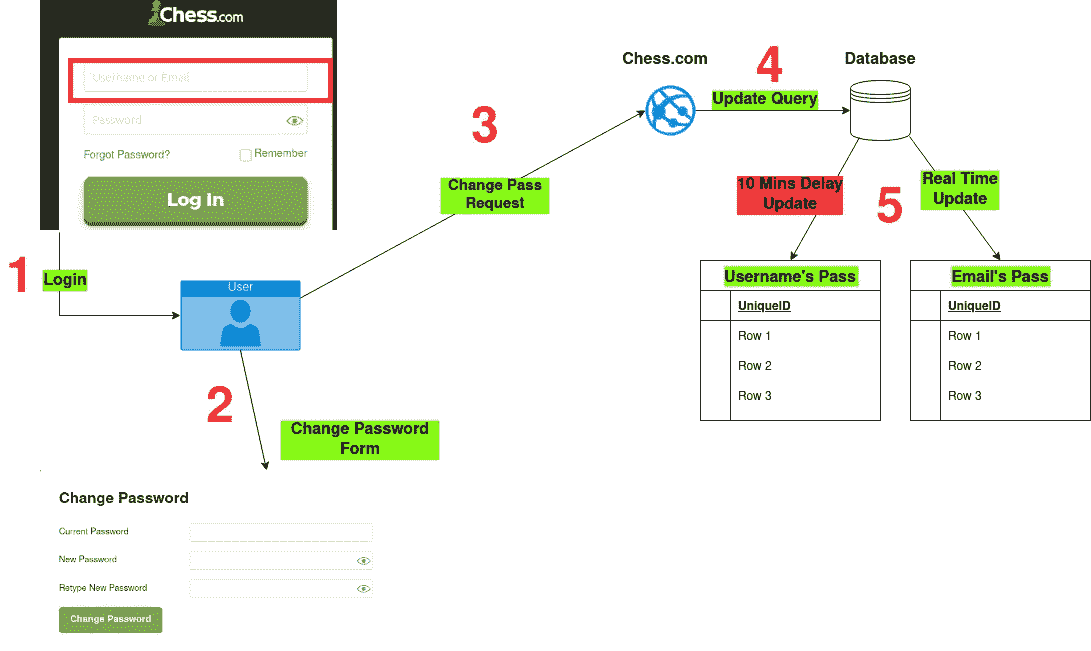 Chess.com
Username or Email
Password
Forgot Password?
Remember
Log In
1
Login
User
2
Change Password
Form
Change Password
Current Password
New Password
Retype New Password
Change Password
3
Change Pass
Request
Chess.com
4
Update Query
Database
10 Mins Delay
Update
5
Real Time
Update
Username's Pass
UniqueID
Row 1
Row 2
Row 3
Email's Pass
UniqueID
Row 1
Row 2
Row 3